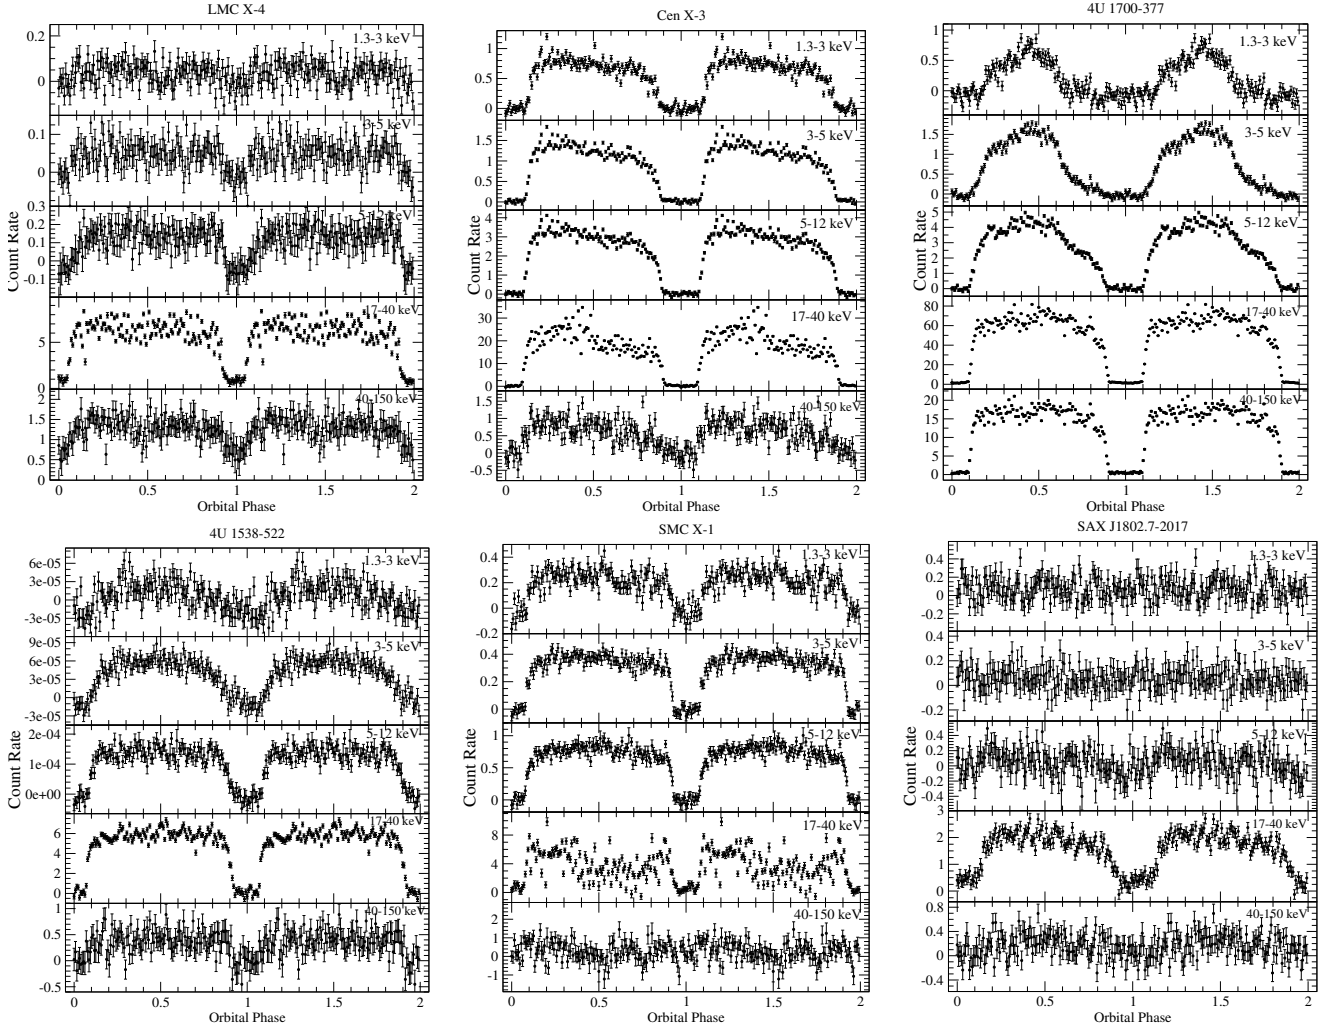 LMC X-4
0.2
0.1
0
1.3-3 keV
0.1
0
3-5 keV
0.3
0.2
0.1
0
-0.1
5-12 keV
5
0
17-40 keV
2
1.5
1
0.5
0
40-150 keV
Count Rate
0 0.5 1 1.5 2
Orbital Phase
Cen X-3
1
0.5
0
1.3-3 keV
1.5
1
0.5
0
3-5 keV
4
3
2
1
0
5-12 keV
30
20
10
0
17-40 keV
1.5
1
0.5
0
-0.5
40-150 keV
Count Rate
0 0.5 1 1.5 2
Orbital Phase
4U 1700-377
1
0.5
0
1.3-3 keV
1.5
1
0.5
0
3-5 keV
5
4
3
2
1
0
5-12 keV
80
60
40
20
0
17-40 keV
20
15
10
5
0
40-150 keV
Count Rate
0 0.5 1 1.5 2
Orbital Phase
4U 1538-522
6e-05
3e-05
0
-3e-05
1.3-3 keV
9e-05
6e-05
3e-05
0
-3e-05
3-5 keV
2e-04
1e-04
0e+00
5-12 keV
6
4
2
0
17-40 keV
1
0.5
0
-0.5
40-150 keV
Count Rate
0 0.5 1 1.5 2
Orbital Phase
SMC X-1
0.4
0.2
0
-0.2
1.3-3 keV
0.4
0.2
0
3-5 keV
1
0.5
0
5-12 keV
8
4
0
17-40 keV
2
1
0
-1
40-150 keV
Count Rate
0 0.5 1 1.5 2
Orbital Phase
SAX J1802.7-2017
0.4
0.2
0
-0.2
1.3-3 keV
0.4
0.2
0
-0.2
3-5 keV
0.4
0.2
0
-0.2
-0.4
5-12 keV
3
2
1
0
17-40 keV
0.8
0.4
0
-0.4
40-150 keV
Count Rate
0 0.5 1 1.5 2
Orbital Phase